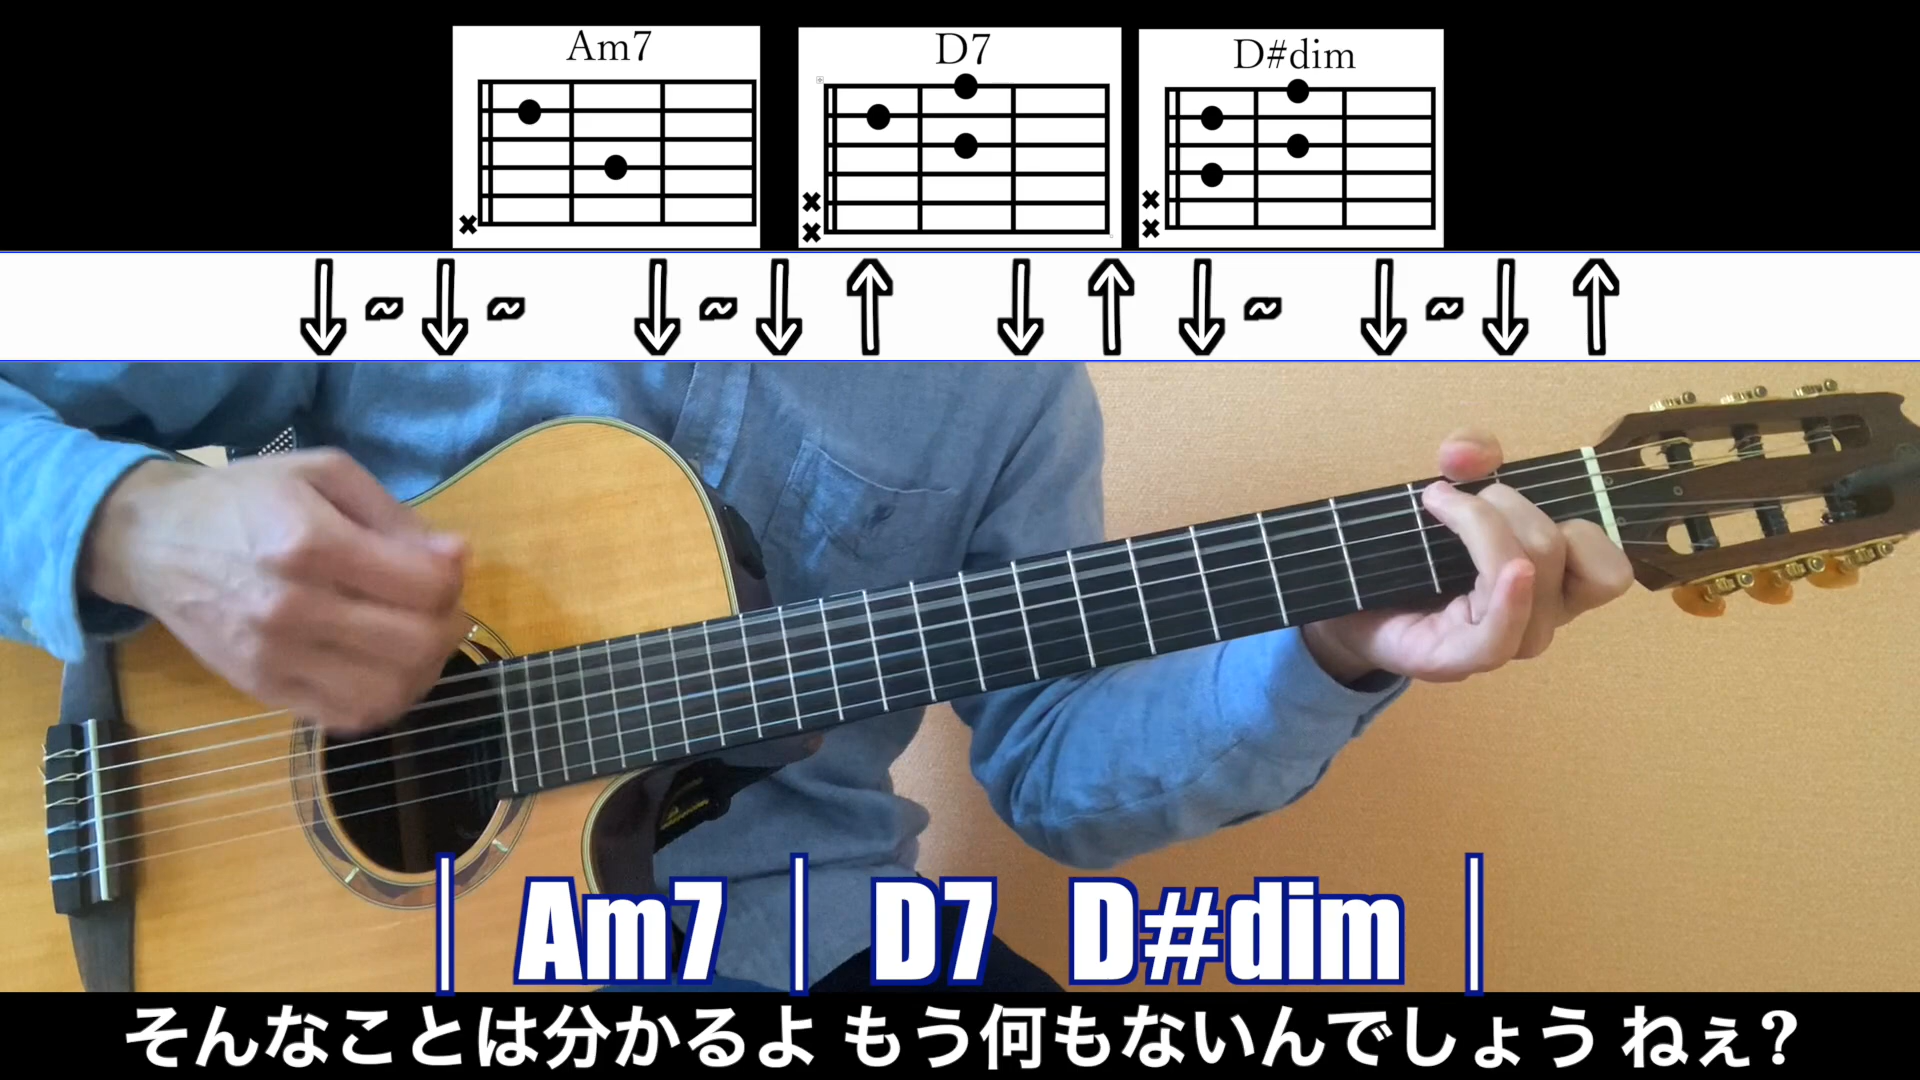 Am7 D7 D#dim
↓~↓~ ↓~↓↑ ↓↑↓~ ↓~↓↑
| Am7 | D7 D#dim |
そんなことは分かるよ もう何もないんでしょう ねぇ?